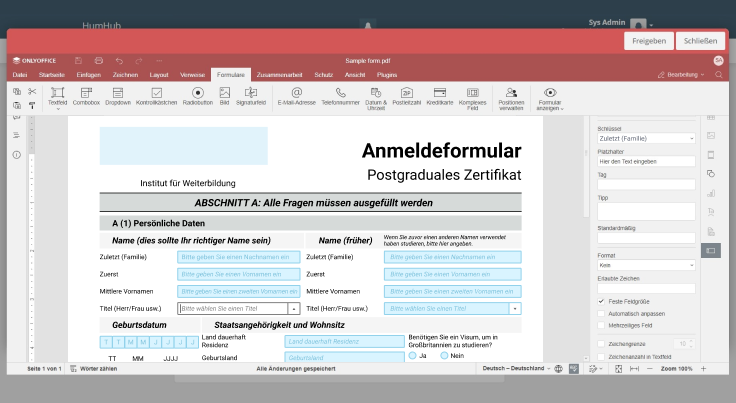 HumHub
Sys Admin
Freigeben
Schließen
ONLYOFFICE
Sample form.pdf
SA
Datei Startseite Einfügen Zeichnen Layout Verweise Formulare Zusammenarbeit Schutz Ansicht Plugins
Bearbeitung
Textfeld Combobox Dropdown Kontrollkästchen Radiobutton Bild Signaturfeld E-Mail-Adresse Telefonnummer Datum & Uhrzeit Postleitzahl Kreditkarte Komplexes Feld Positionen verwalten Formular anzeigen
Anmeldeformular
Postgraduales Zertifikat
Institut für Weiterbildung
ABSCHNITT A: Alle Fragen müssen ausgefüllt werden
A (1) Persönliche Daten
Name (dies sollte Ihr richtiger Name sein) Name (früher) Wenn Sie zuvor einen anderen Namen verwendet
haben studieren, bitte hier angeben.
Zuletzt (Familie) Bitte geben Sie einen Nachnamen ein Zuletzt (Familie) Bitte geben Sie einen Nachnamen ein
Zuerst Bitte geben Sie einen Vornamen ein Zuerst Bitte geben Sie einen Vornamen ein
Mittlere Vornamen Bitte geben Sie einen zweiten Vornamen ein Mittlere Vornamen Bitte geben Sie einen zweiten Vornamen ein
Titel (Herr/Frau usw.) Bitte wählen Sie einen Titel Titel (Herr/Frau usw.) Bitte wählen Sie einen Titel
Geburtsdatum Staatsangehörigkeit und Wohnsitz
T T M M J J J J Land dauerhaft Residenz Land dauerhaft Residenz Benötigen Sie ein Visum, um in
Großbritannien zu studieren?
TT MM JJJJ Geburtsland Geburtsland Ja Nein
Schlüssel
Zuletzt (Familie)
Platzhalter
Hier den Text eingeben
Tag
Tipp
Standardmäßig
Format
Kein
Erlaubte Zeichen
Feste Feldgröße
Automatisch anpassen
Mehrzeiliges Feld
Zeichengrenze 10
Zeichenanzahl in Textfeld
Seite 1 von 1 Wörter zählen Alle Änderungen gespeichert Deutsch – Deutschland Zoom 100%